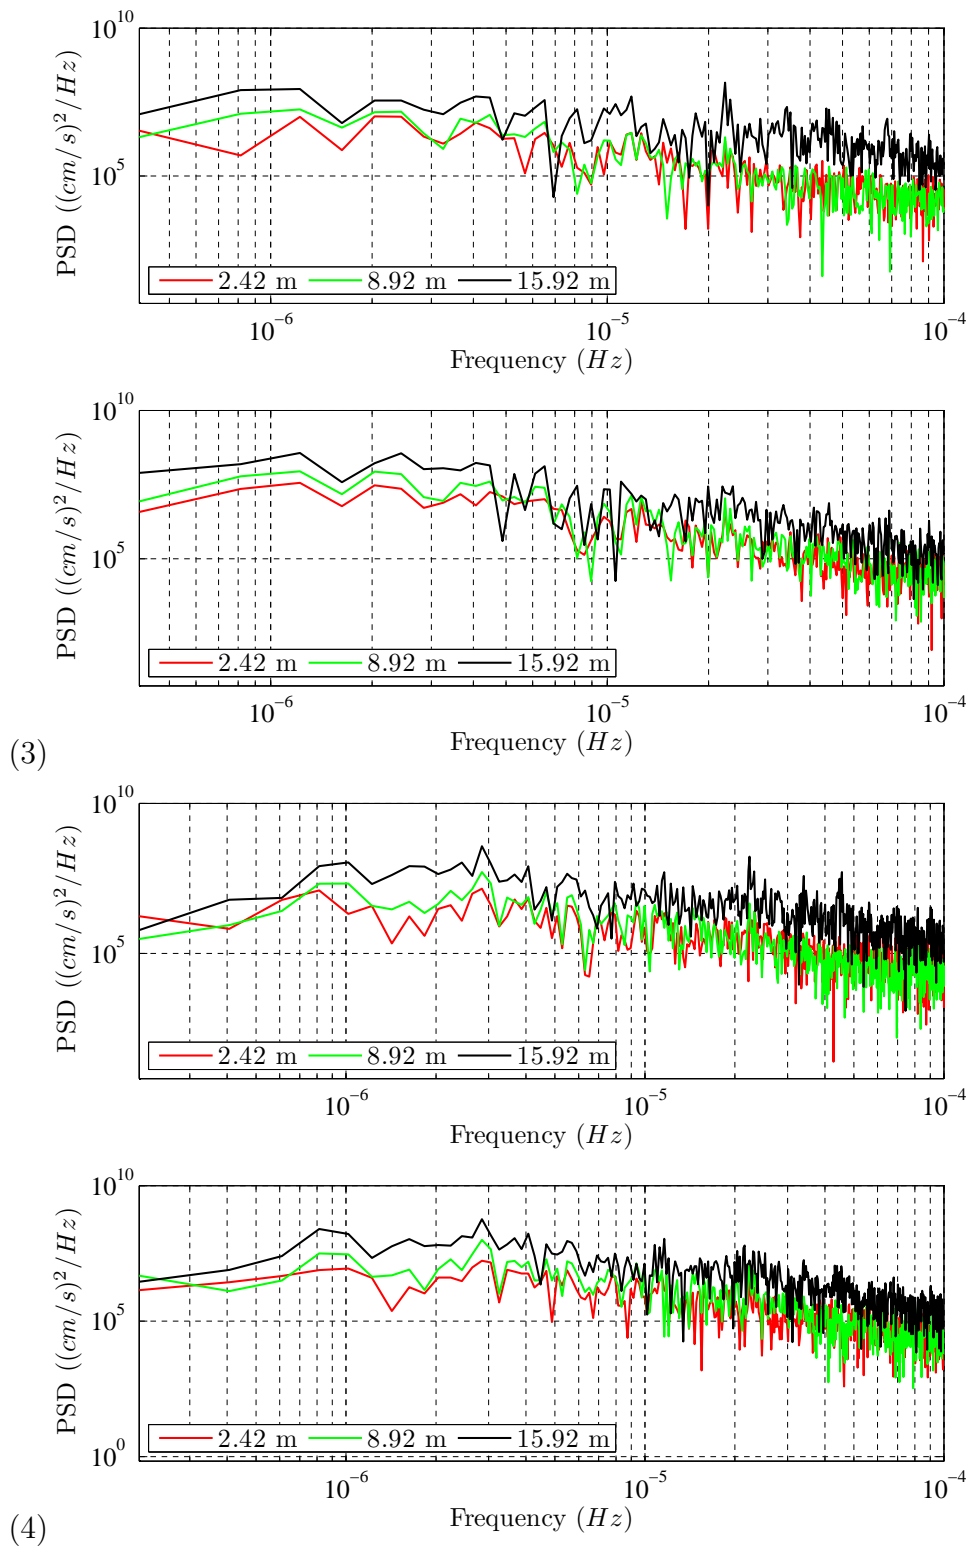 10^10
PSD ((cm/s)^2/Hz)
10^5
2.42 m 8.92 m 15.92 m
10^−6 10^−5 10^−4
Frequency (Hz)
10^10
PSD ((cm/s)^2/Hz)
10^5
2.42 m 8.92 m 15.92 m
10^−6 10^−5 10^−4
Frequency (Hz)
(3)
10^10
PSD ((cm/s)^2/Hz)
10^5
2.42 m 8.92 m 15.92 m
10^−6 10^−5 10^−4
Frequency (Hz)
10^10
PSD ((cm/s)^2/Hz)
10^5
2.42 m 8.92 m 15.92 m
10^0
10^−6 10^−5 10^−4
Frequency (Hz)
(4)